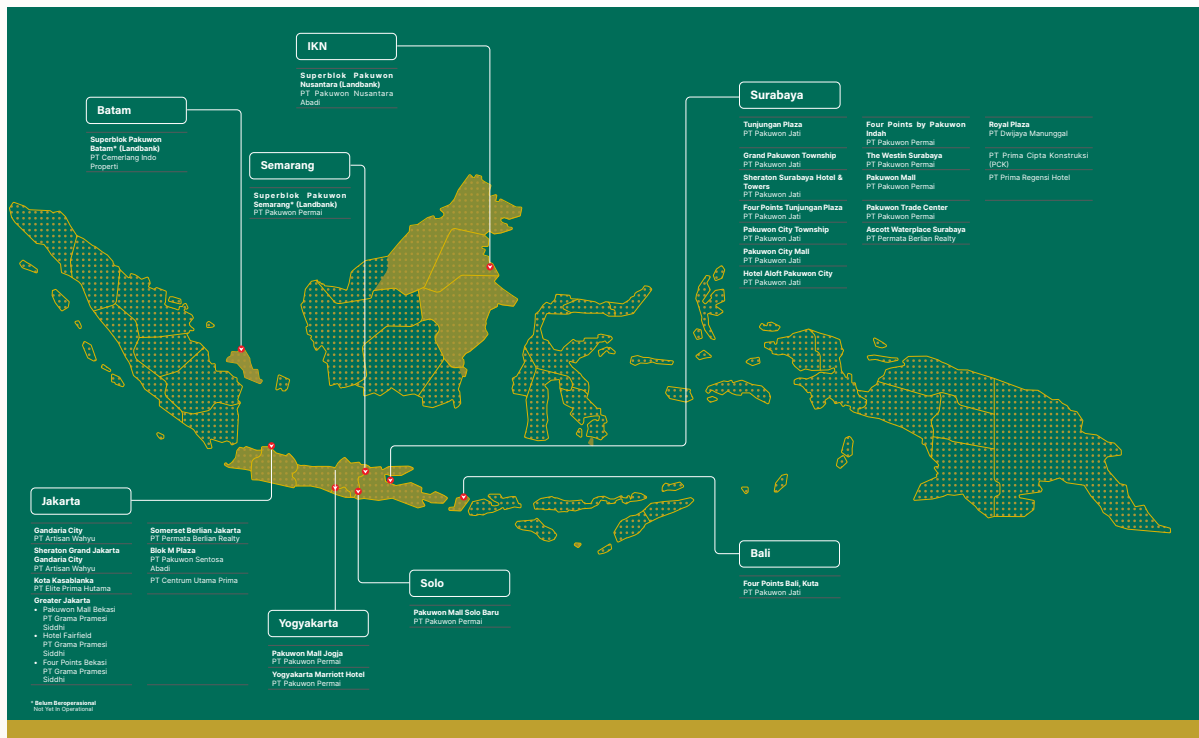 IKN
Superblok Pakuwon
Nusantara (Landbank)
PT Pakuwon Nusantara
Abadi
Batam
Superblok Pakuwon
Batam* (Landbank)
PT Cemerlang Indo
Properti
Semarang
Superblok Pakuwon
Semarang* (Landbank)
PT Pakuwon Permai
Surabaya
Tunjungan Plaza
PT Pakuwon Jati
Grand Pakuwon Township
PT Pakuwon Jati
Sheraton Surabaya Hotel &
Towers
PT Pakuwon Jati
Four Points Tunjungan Plaza
PT Pakuwon Jati
Pakuwon City Township
PT Pakuwon Jati
Pakuwon City Mall
PT Pakuwon Jati
Hotel Aloft Pakuwon City
PT Pakuwon Jati
Four Points by Pakuwon
Indah
PT Pakuwon Permai
The Westin Surabaya
PT Pakuwon Permai
Pakuwon Mall
PT Pakuwon Permai
Pakuwon Trade Center
PT Pakuwon Permai
Ascott Waterplace Surabaya
PT Permata Berlian Realty
Royal Plaza
PT Dwijaya Manunggal
PT Prima Cipta Konstruksi
(PCK)
PT Prima Regensi Hotel
Jakarta
Gandaria City
PT Artisan Wahyu
Sheraton Grand Jakarta
Gandaria City
PT Artisan Wahyu
Kota Kasablanka
PT Elite Prima Hutama
Greater Jakarta
• Pakuwon Mall Bekasi
PT Grama Pramesi
Siddhi
• Hotel Fairfield
PT Grama Pramesi
Siddhi
• Four Points Bekasi
PT Grama Pramesi
Siddhi
Somerset Berlian Jakarta
PT Permata Berlian Realty
Blok M Plaza
PT Pakuwon Sentosa
Abadi
PT Centrum Utama Prima
Yogyakarta
Pakuwon Mall Jogja
PT Pakuwon Permai
Yogyakarta Marriott Hotel
PT Pakuwon Permai
Solo
Pakuwon Mall Solo Baru
PT Pakuwon Permai
Bali
Four Points Bali, Kuta
PT Pakuwon Jati
* Belum Beroperasional
Not Yet In Operational